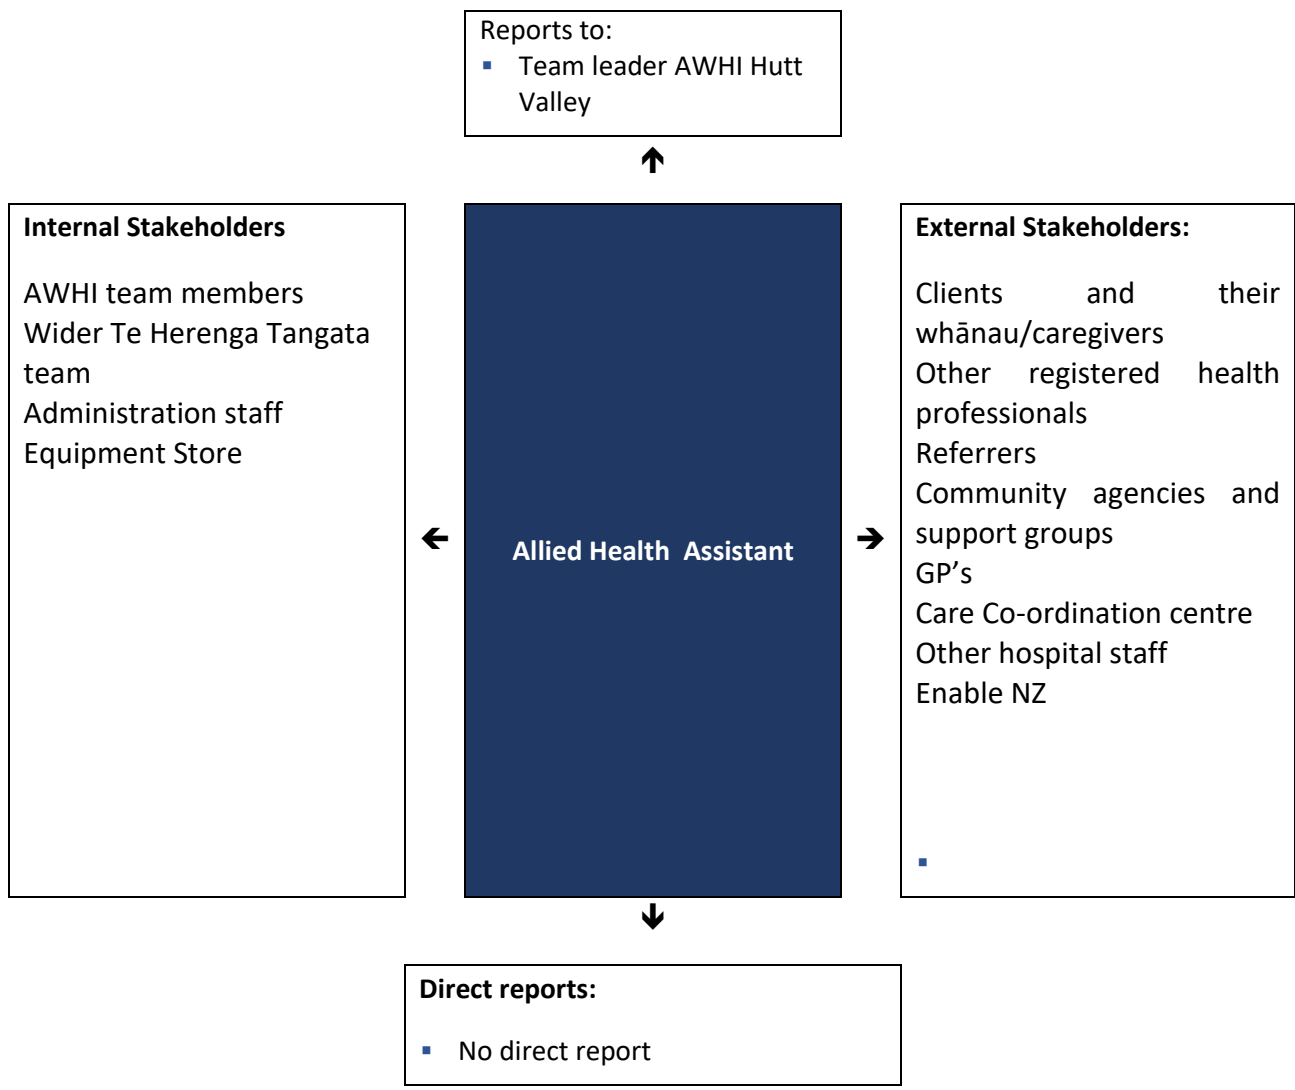 Reports to:
▪ Team leader AWHI Hutt
Valley
Internal Stakeholders
AWHI team members
Wider Te Herenga Tangata
team
Administration staff
Equipment Store
Allied Health  Assistant
External Stakeholders:
Clients and their
whānau/caregivers
Other registered health
professionals
Referrers
Community agencies and
support groups
GP’s
Care Co-ordination centre
Other hospital staff
Enable NZ
Direct reports:
▪ No direct report